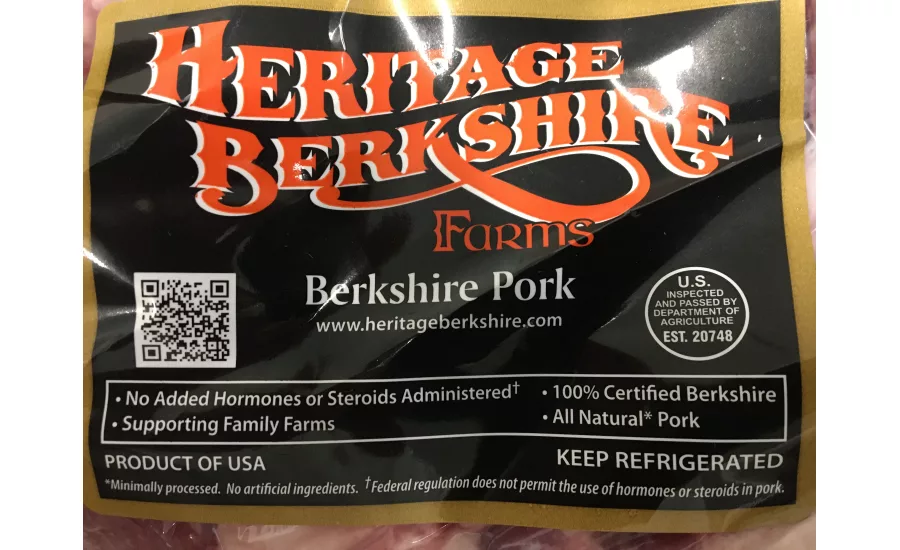 HERITAGE
BERKSHIRE
FARMS
Berkshire Pork
www.heritageberkshire.com
U.S.
INSPECTED
AND PASSED BY
DEPARTMENT OF
AGRICULTURE
EST. 20748
• No Added Hormones or Steroids Administered†
• Supporting Family Farms
• 100% Certified Berkshire
• All Natural* Pork
PRODUCT OF USA
KEEP REFRIGERATED
*Minimally processed. No artificial ingredients. †Federal regulation does not permit the use of hormones or steroids in pork.